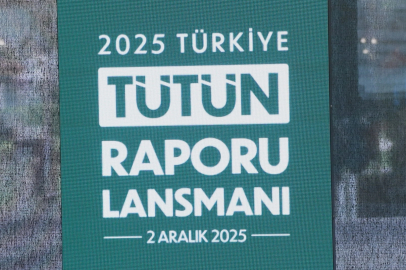 2025 TÜRKİYE
TÜTÜN
RAPORU
LANSMANI
2 ARALIK 2025